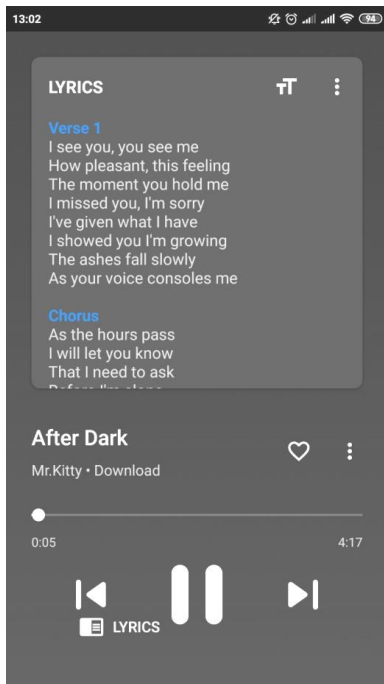 13:02
94
LYRICS
Verse 1
I see you, you see me
How pleasant, this feeling
The moment you hold me
I missed you, I'm sorry
I've given what I have
I showed you I'm growing
The ashes fall slowly
As your voice consoles me
Chorus
As the hours pass
I will let you know
That I need to ask
Before I'm alone
After Dark
Mr.Kitty • Download
0:05
4:17
LYRICS